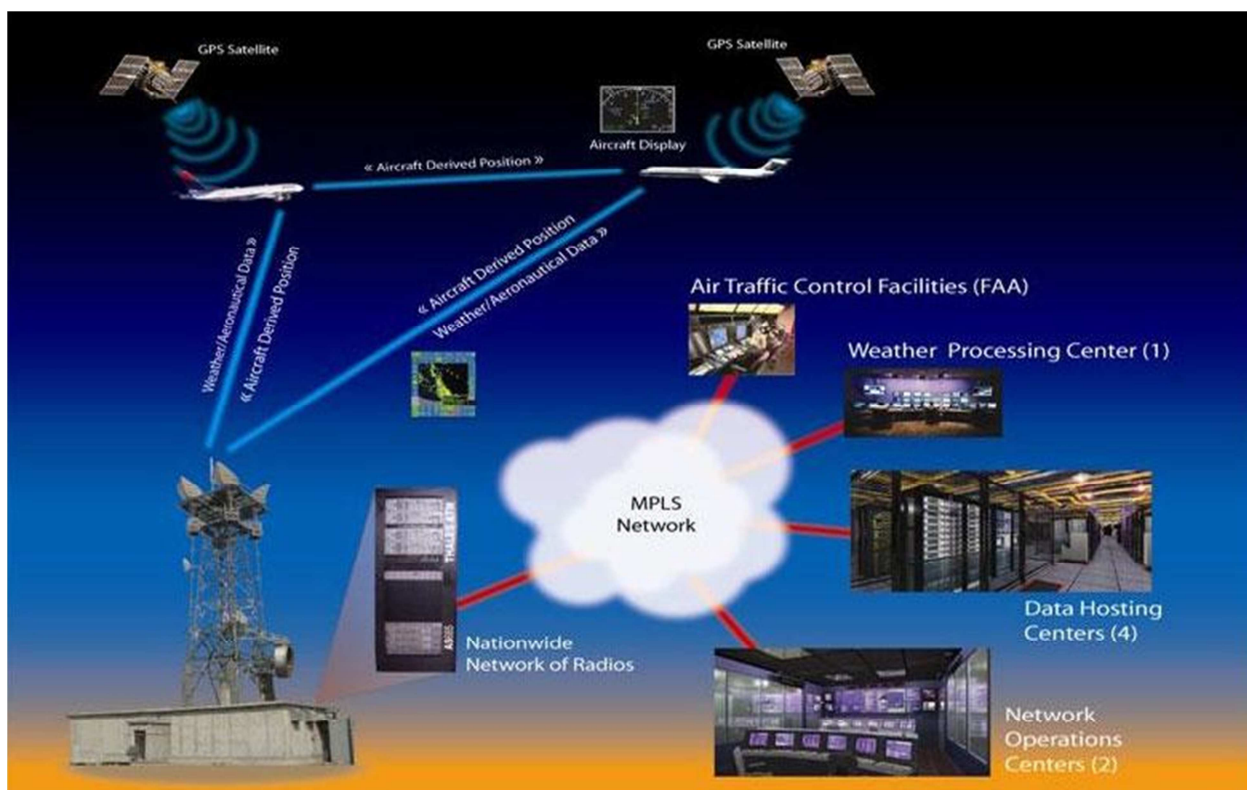 GPS Satellite
GPS Satellite
Aircraft Display
« Aircraft Derived Position »
Weather/Aeronautical Data »
« Aircraft Derived Position
« Aircraft Derived Position
Weather/Aeronautical Data »
Air Traffic Control Facilities (FAA)
Weather Processing Center (1)
MPLS
Network
Data Hosting
Centers (4)
Nationwide
Network of Radios
Network
Operations
Centers (2)